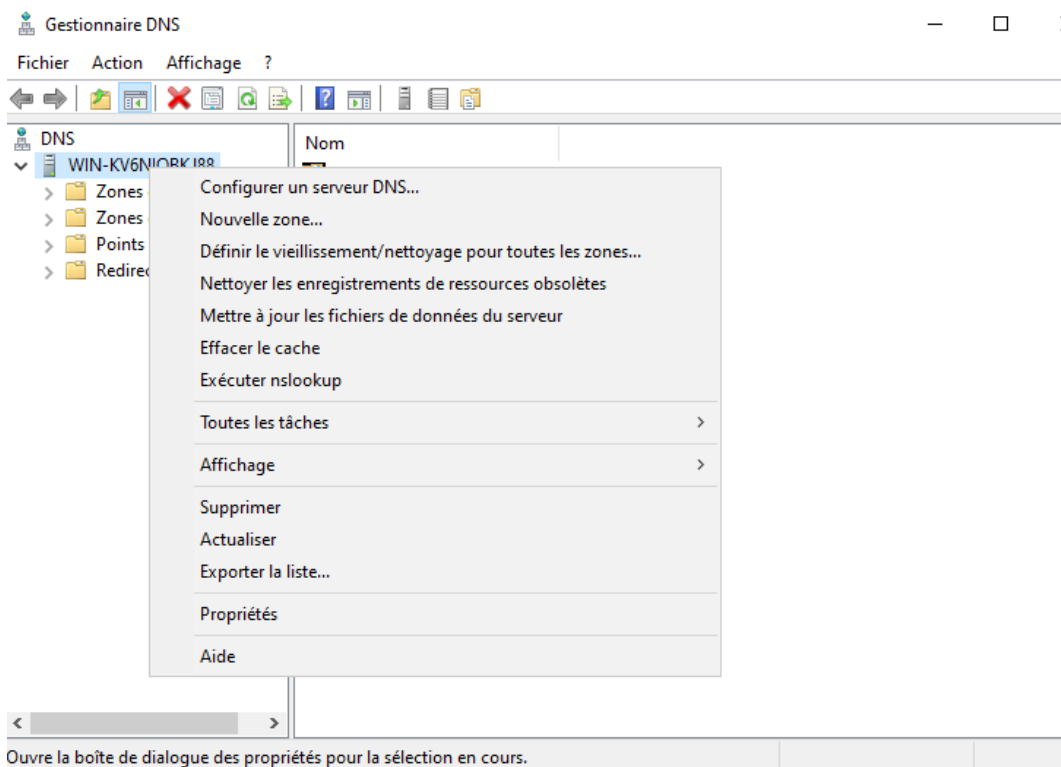 Gestionnaire DNS
Fichier Action Affichage ?
DNS
Nom
Zones
Zones
Points
Configurer un serveur DNS...
Nouvelle zone...
Définir le vieillissement/nettoyage pour toutes les zones...
Nettoyer les enregistrements de ressources obsolètes
Mettre à jour les fichiers de données du serveur
Effacer le cache
Exécuter nslookup
Toutes les tâches
Affichage
Supprimer
Actualiser
Exporter la liste...
Propriétés
Aide
Ouvre la boîte de dialogue des propriétés pour la sélection en cours.